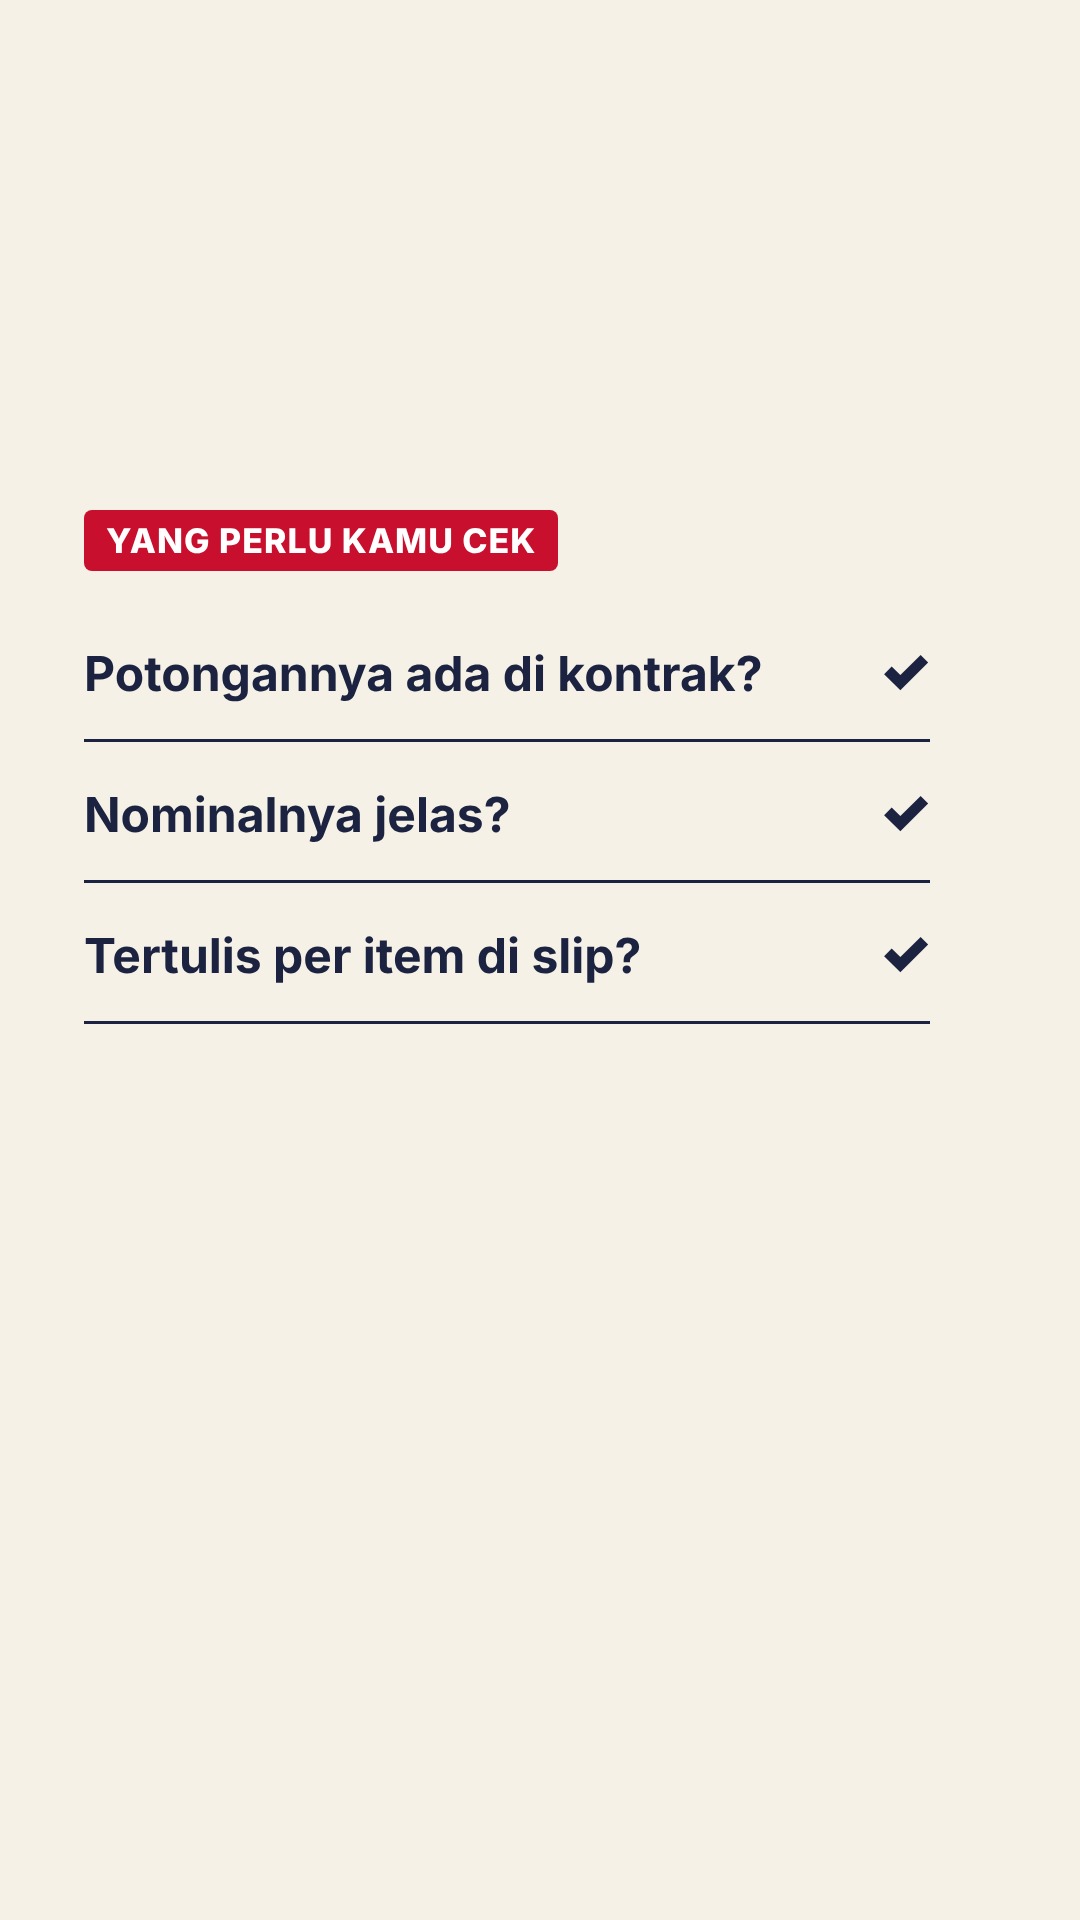 YANG PERLU KAMU CEK
Potongannya ada di kontrak?
Nominalnya jelas?
Tertulis per item di slip?